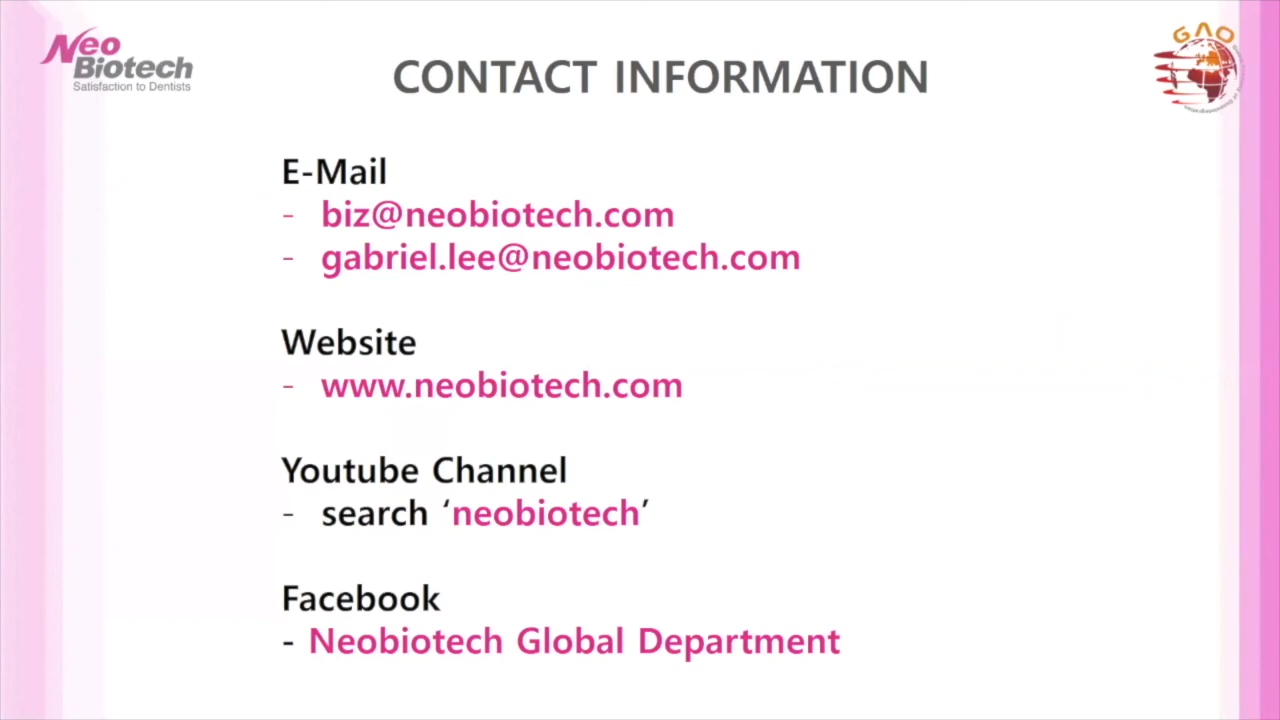 Neo
Biotech
Satisfaction to Dentists
GAO
CONTACT INFORMATION
E-Mail
- biz@neobiotech.com
- gabriel.lee@neobiotech.com
Website
- www.neobiotech.com
Youtube Channel
- search ‘neobiotech’
Facebook
- Neobiotech Global Department